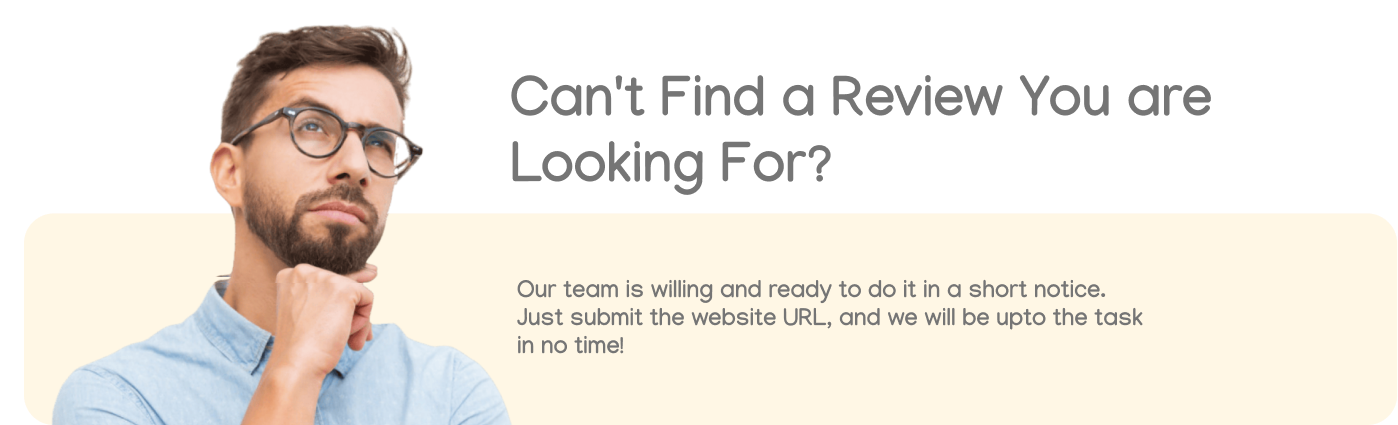 Can't Find a Review You are
Looking For?
Our team is willing and ready to do it in a short notice.
Just submit the website URL, and we will be upto the task
in no time!